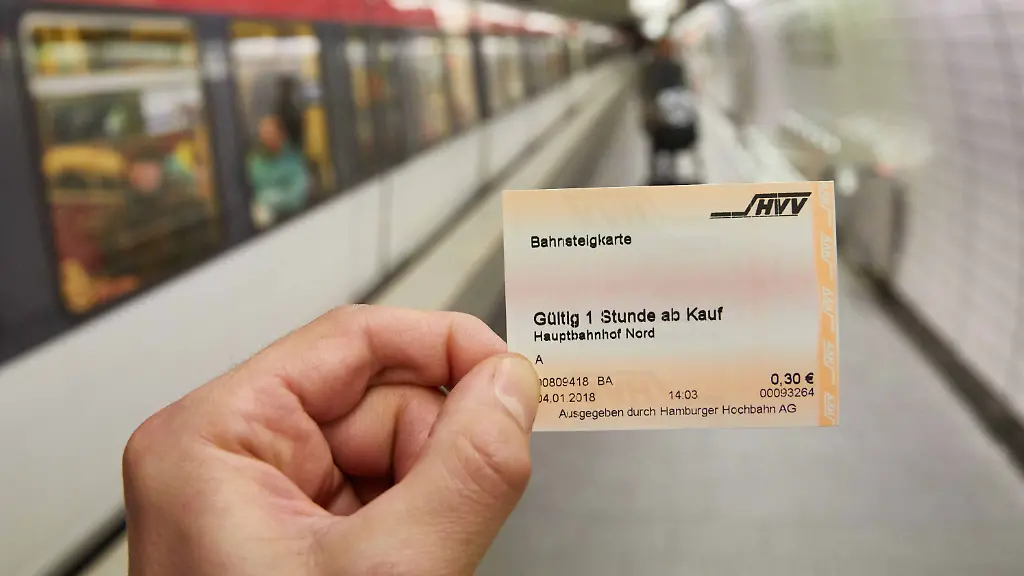 HVV
Bahnsteigkarte
Gültig 1 Stunde ab Kauf
Hauptbahnhof Nord
A
00809418 BA 0,30 €
04.01.2018 14:03 00093264
Ausgegeben durch Hamburger Hochbahn AG